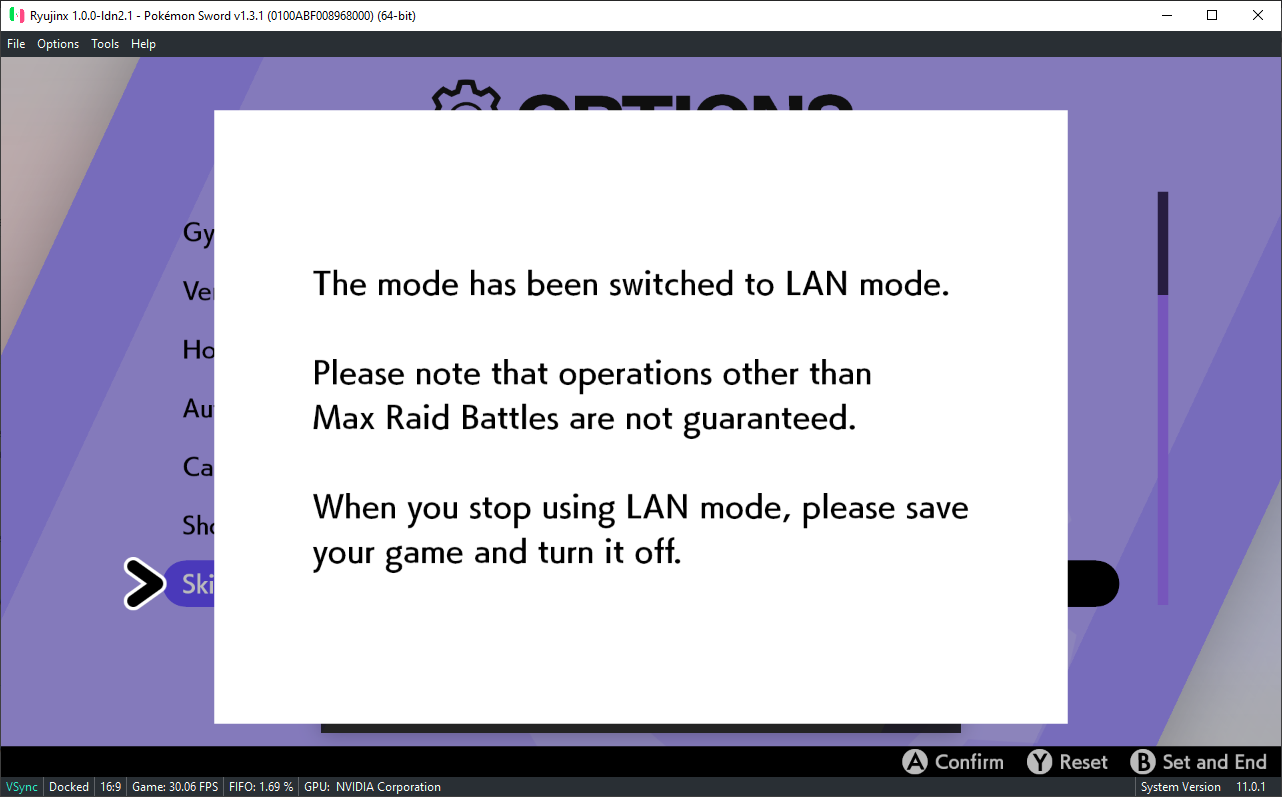 Ryujinx 1.0.0-ldn2.1 - Pokémon Sword v1.3.1 (0100ABF008968000) (64-bit)
File Options Tools Help
OPTIONS
The mode has been switched to LAN mode.
Please note that operations other than
Max Raid Battles are not guaranteed.
When you stop using LAN mode, please save
your game and turn it off.
Gy
Ve
Ho
Au
Ca
Sho
Ski
A Confirm Y Reset B Set and End
VSync Docked 16:9 Game: 30.06 FPS FIFO: 1.69 % GPU: NVIDIA Corporation System Version 11.0.1